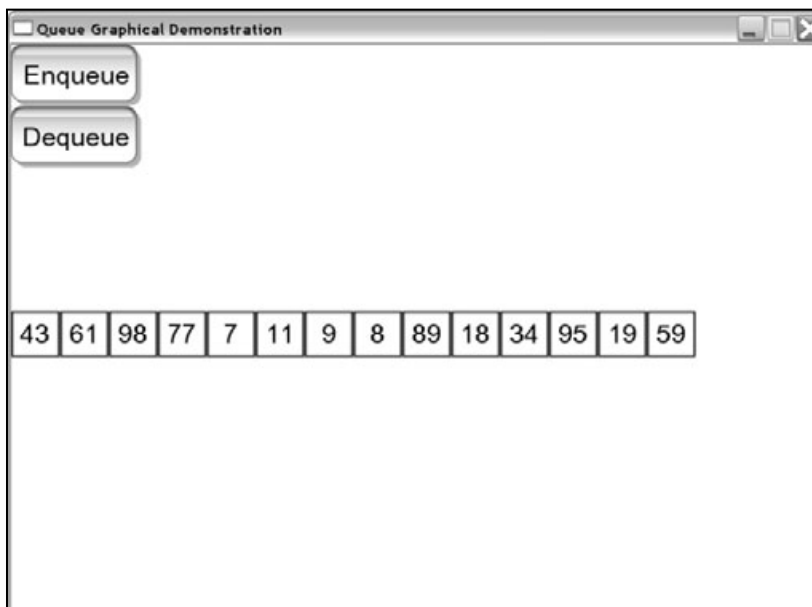 Queue Graphical Demonstration
Enqueue
Dequeue
43 61 98 77 7 11 9 8 89 18 34 95 19 59